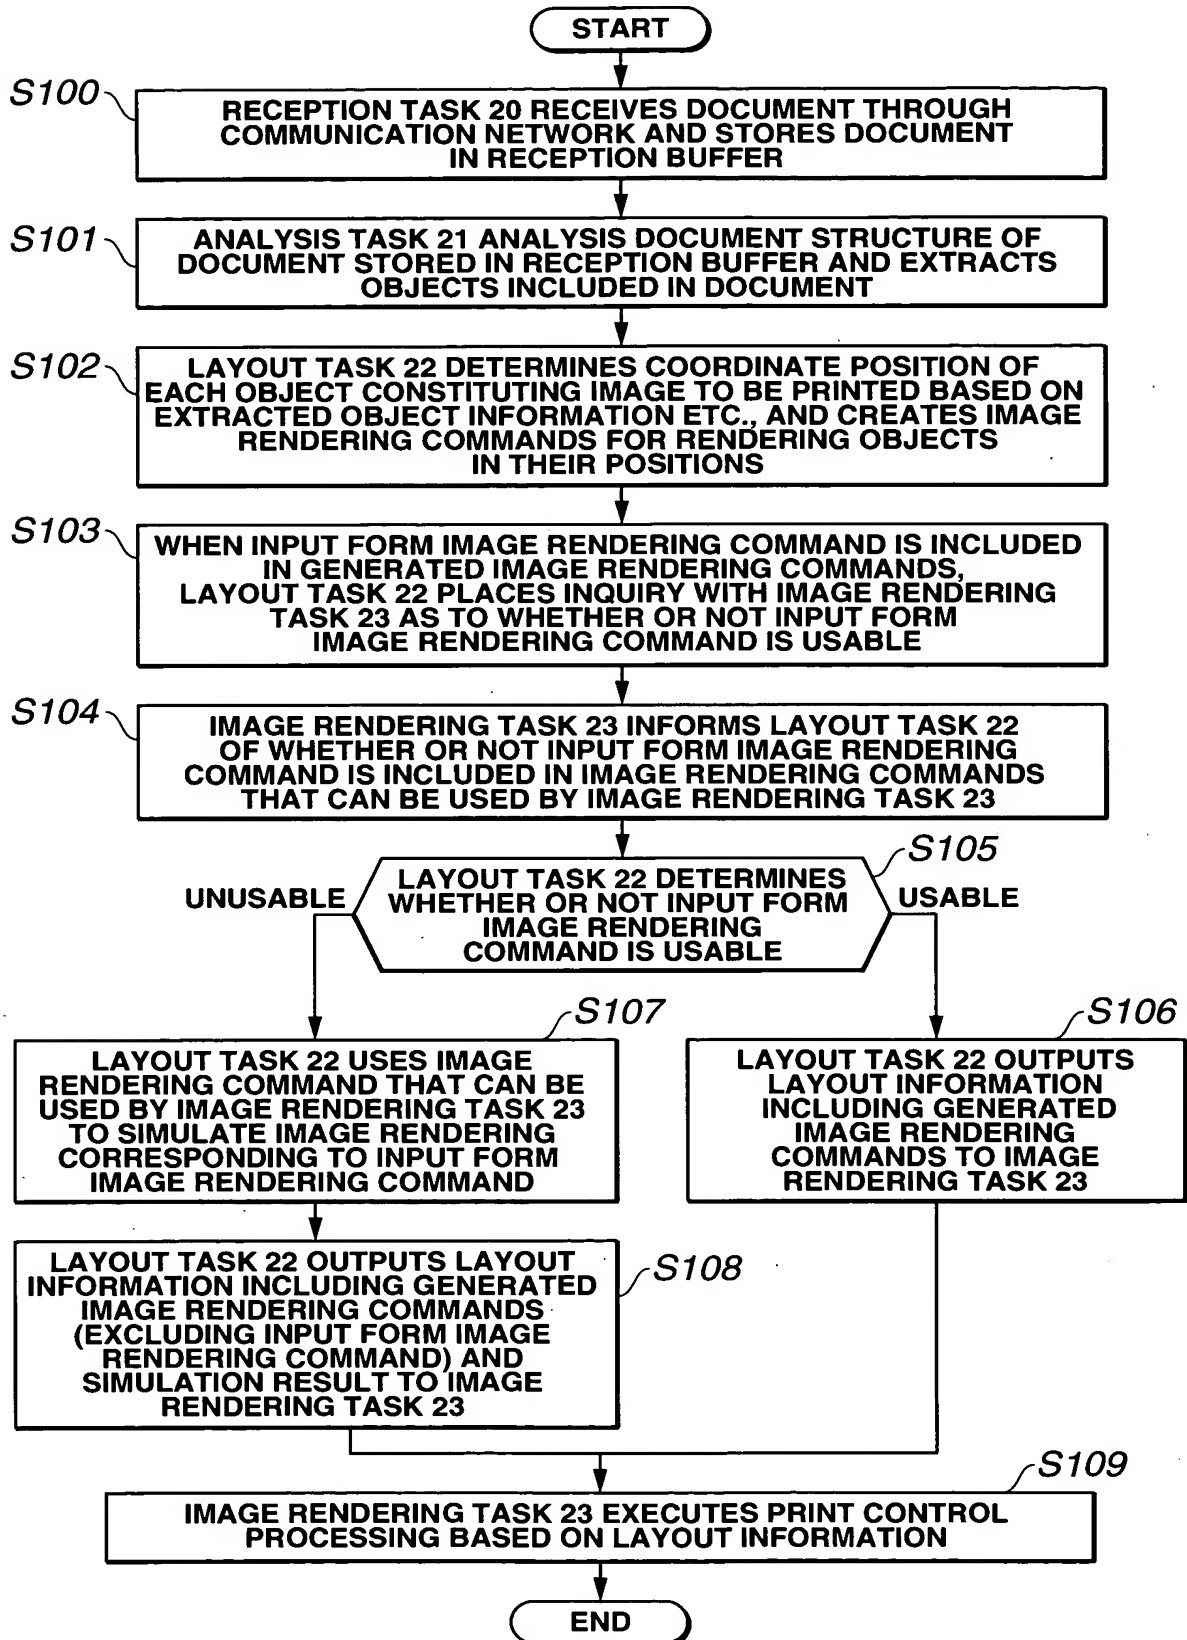 START
S100
RECEPTION TASK 20 RECEIVES DOCUMENT THROUGH
COMMUNICATION NETWORK AND STORES DOCUMENT
IN RECEPTION BUFFER
S101
ANALYSIS TASK 21 ANALYSIS DOCUMENT STRUCTURE OF
DOCUMENT STORED IN RECEPTION BUFFER AND EXTRACTS
OBJECTS INCLUDED IN DOCUMENT
S102
LAYOUT TASK 22 DETERMINES COORDINATE POSITION OF
EACH OBJECT CONSTITUTING IMAGE TO BE PRINTED BASED ON
EXTRACTED OBJECT INFORMATION ETC., AND CREATES IMAGE
RENDERING COMMANDS FOR RENDERING OBJECTS
IN THEIR POSITIONS
S103
WHEN INPUT FORM IMAGE RENDERING COMMAND IS INCLUDED
IN GENERATED IMAGE RENDERING COMMANDS,
LAYOUT TASK 22 PLACES INQUIRY WITH IMAGE RENDERING
TASK 23 AS TO WHETHER OR NOT INPUT FORM
IMAGE RENDERING COMMAND IS USABLE
S104
IMAGE RENDERING TASK 23 INFORMS LAYOUT TASK 22
OF WHETHER OR NOT INPUT FORM IMAGE RENDERING
COMMAND IS INCLUDED IN IMAGE RENDERING COMMANDS
THAT CAN BE USED BY IMAGE RENDERING TASK 23
S105
LAYOUT TASK 22 DETERMINES
WHETHER OR NOT INPUT FORM
IMAGE RENDERING
COMMAND IS USABLE
UNUSABLE
USABLE
S107
LAYOUT TASK 22 USES IMAGE
RENDERING COMMAND THAT CAN BE
USED BY IMAGE RENDERING TASK 23
TO SIMULATE IMAGE RENDERING
CORRESPONDING TO INPUT FORM
IMAGE RENDERING COMMAND
S106
LAYOUT TASK 22 OUTPUTS
LAYOUT INFORMATION
INCLUDING GENERATED
IMAGE RENDERING
COMMANDS TO IMAGE
RENDERING TASK 23
S108
LAYOUT TASK 22 OUTPUTS LAYOUT
INFORMATION INCLUDING GENERATED
IMAGE RENDERING COMMANDS
(EXCLUDING INPUT FORM IMAGE
RENDERING COMMAND) AND
SIMULATION RESULT TO IMAGE
RENDERING TASK 23
S109
IMAGE RENDERING TASK 23 EXECUTES PRINT CONTROL
PROCESSING BASED ON LAYOUT INFORMATION
END